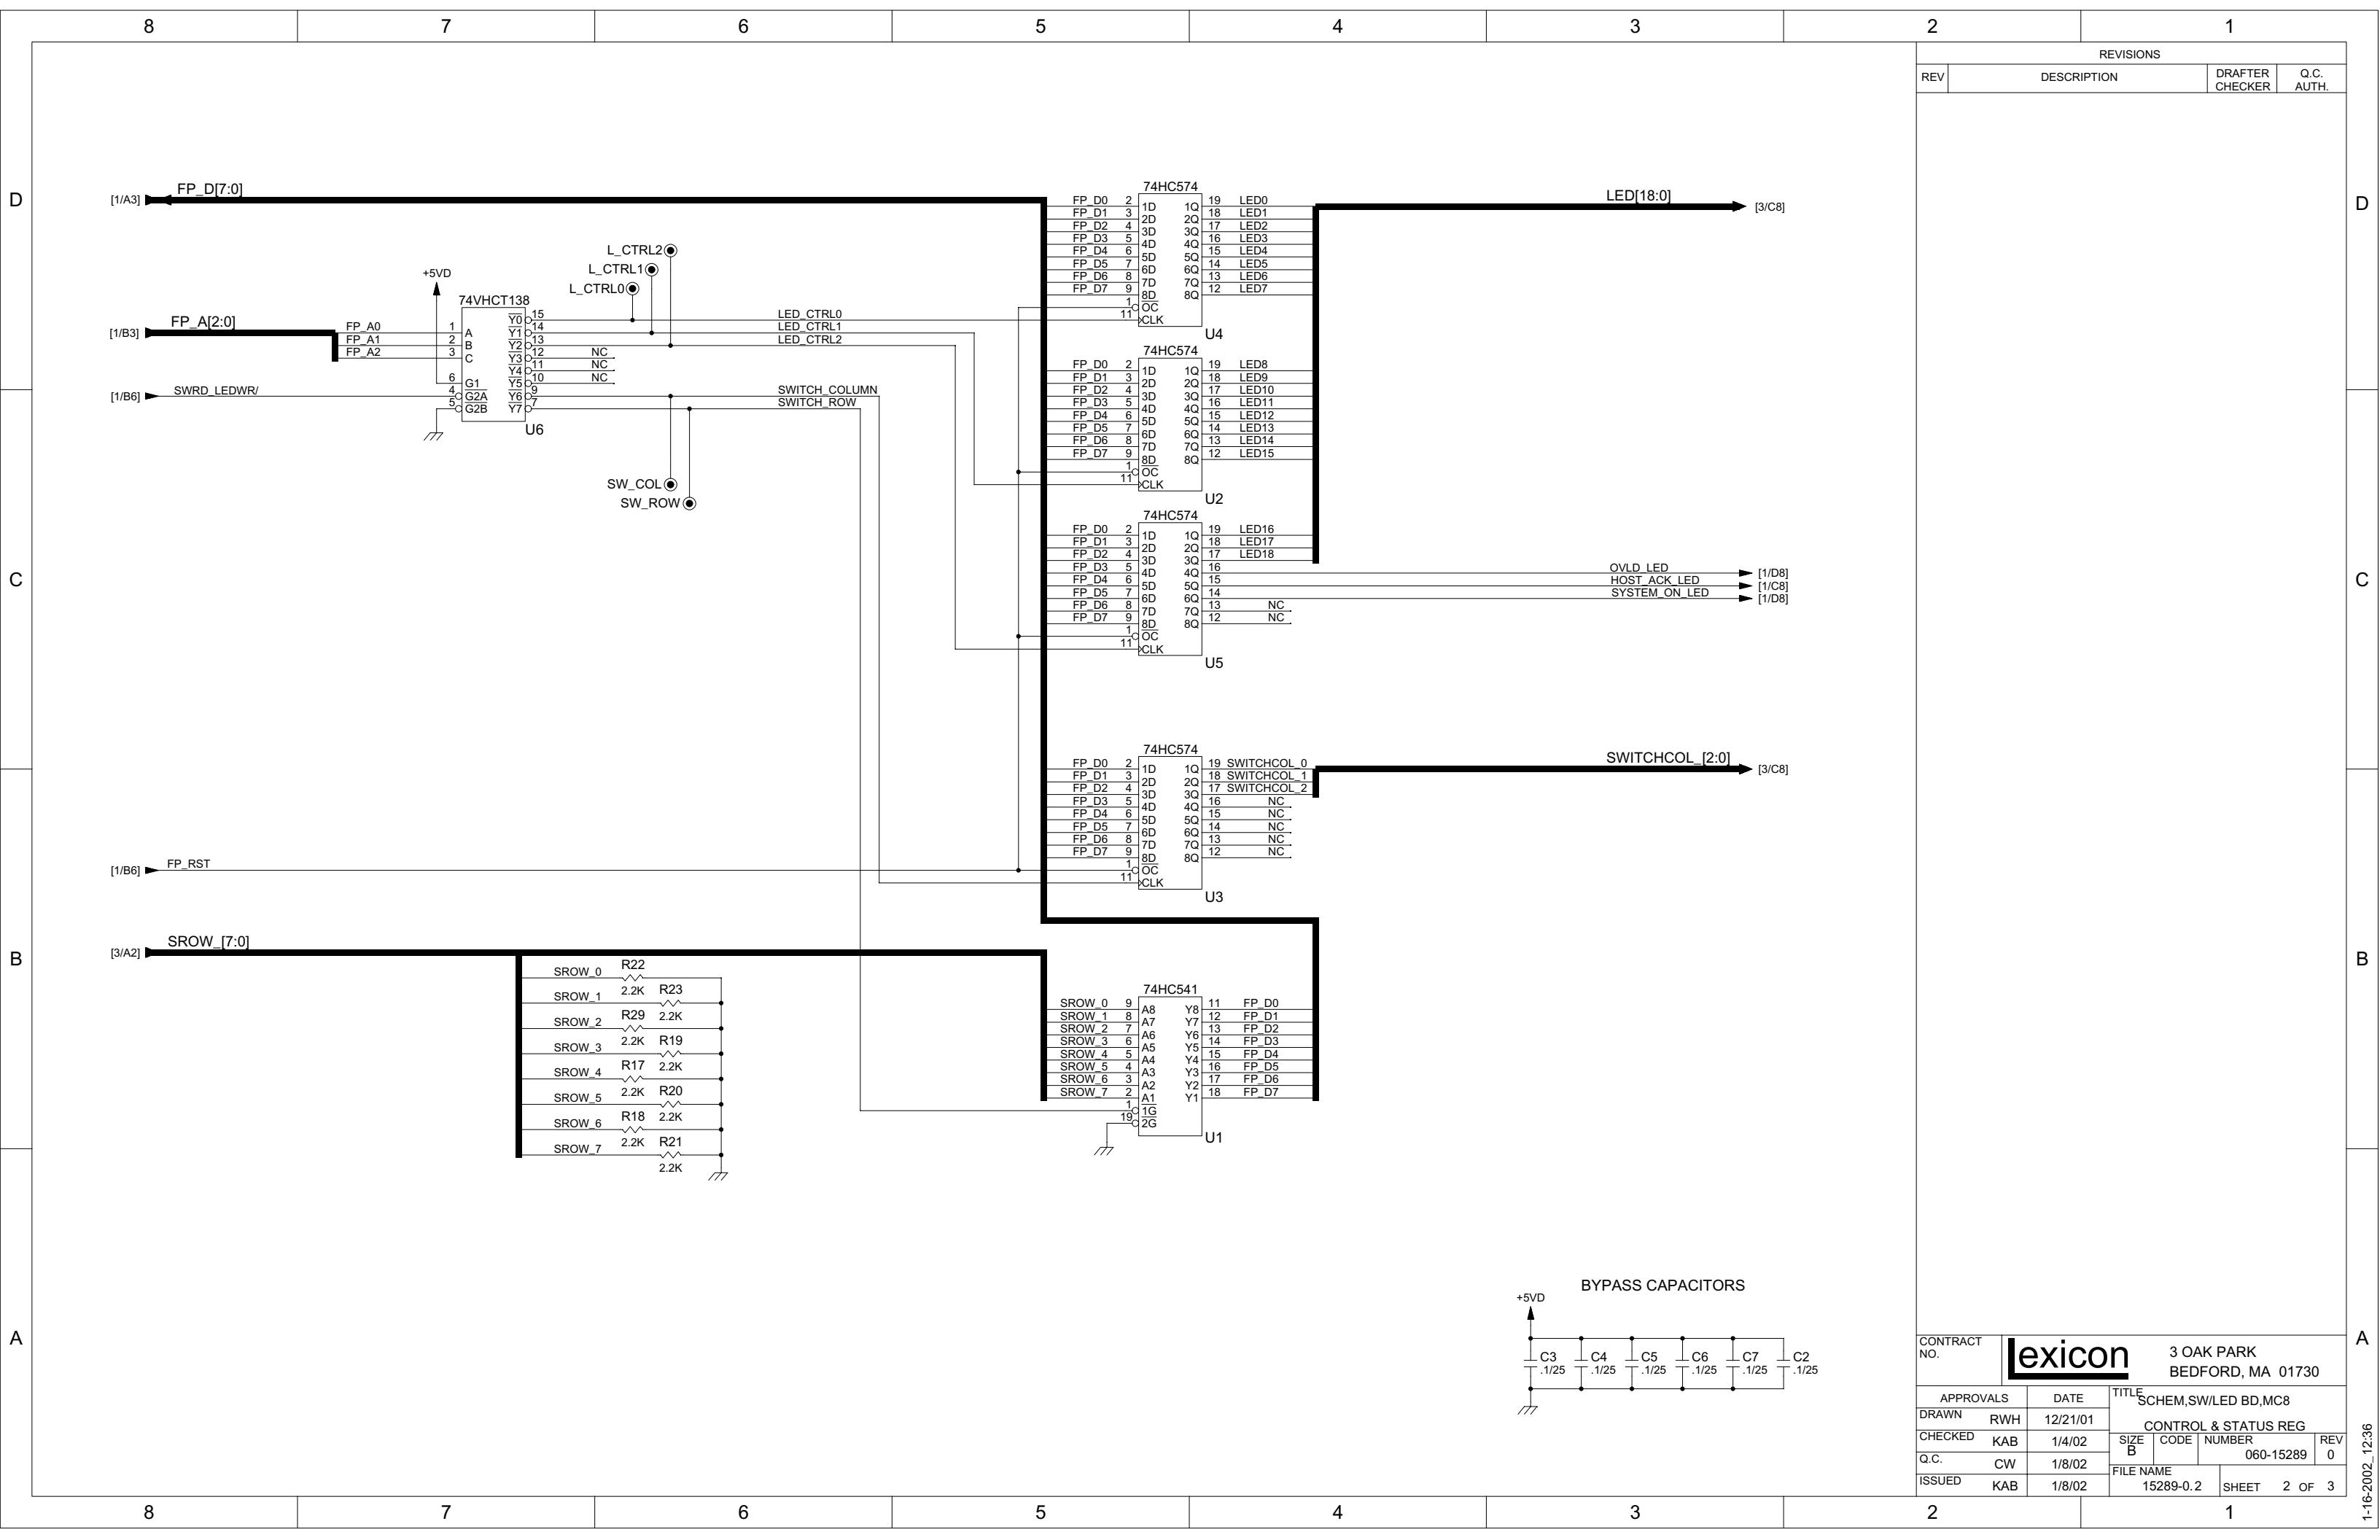 8 7 6 5 4 3 2 1
REVISIONS
REV DESCRIPTION DRAFTER CHECKER Q.C. AUTH.
D
D
[1/A3] FP_D[7:0]
LED[18:0] [3/C8]
74HC574
FP_D0 2 1D 1Q 19 LED0
FP_D1 3 2D 2Q 18 LED1
FP_D2 4 3D 3Q 17 LED2
FP_D3 5 4D 4Q 16 LED3
FP_D4 6 5D 5Q 15 LED4
FP_D5 7 6D 6Q 14 LED5
FP_D6 8 7D 7Q 13 LED6
FP_D7 9 8D 8Q 12 LED7
1 OC
11 CLK
U4
L_CTRL2
L_CTRL1
L_CTRL0
+5VD
74VHCT138
[1/B3] FP_A[2:0]
FP_A0 1 A Y0 15 LED_CTRL0
FP_A1 2 B Y1 14 LED_CTRL1
FP_A2 3 C Y2 13 LED_CTRL2
Y3 12 NC
Y4 11 NC
6 G1 Y5 10 NC
[1/B6] SWRD_LEDWR/ 4 G2A Y6 9 SWITCH_COLUMN
5 G2B Y7 7 SWITCH_ROW
U6
SW_COL
SW_ROW
74HC574
FP_D0 2 1D 1Q 19 LED8
FP_D1 3 2D 2Q 18 LED9
FP_D2 4 3D 3Q 17 LED10
FP_D3 5 4D 4Q 16 LED11
FP_D4 6 5D 5Q 15 LED12
FP_D5 7 6D 6Q 14 LED13
FP_D6 8 7D 7Q 13 LED14
FP_D7 9 8D 8Q 12 LED15
1 OC
11 CLK
U2
C
C
74HC574
FP_D0 2 1D 1Q 19 LED16
FP_D1 3 2D 2Q 18 LED17
FP_D2 4 3D 3Q 17 LED18
FP_D3 5 4D 4Q 16 OVLD_LED [1/D8]
FP_D4 6 5D 5Q 15 HOST_ACK_LED [1/C8]
FP_D5 7 6D 6Q 14 SYSTEM_ON_LED [1/D8]
FP_D6 8 7D 7Q 13 NC
FP_D7 9 8D 8Q 12 NC
1 OC
11 CLK
U5
74HC574
SWITCHCOL_[2:0] [3/C8]
FP_D0 2 1D 1Q 19 SWITCHCOL_0
FP_D1 3 2D 2Q 18 SWITCHCOL_1
FP_D2 4 3D 3Q 17 SWITCHCOL_2
FP_D3 5 4D 4Q 16 NC
FP_D4 6 5D 5Q 15 NC
FP_D5 7 6D 6Q 14 NC
FP_D6 8 7D 7Q 13 NC
FP_D7 9 8D 8Q 12 NC
[1/B6] FP_RST 1 OC
11 CLK
U3
B
B
[3/A2] SROW_[7:0]
SROW_0 R22 2.2K
SROW_1 R23 2.2K
SROW_2 R29 2.2K
SROW_3 R19 2.2K
SROW_4 R17 2.2K
SROW_5 R20 2.2K
SROW_6 R18 2.2K
SROW_7 R21 2.2K
74HC541
SROW_0 9 A8 Y8 11 FP_D0
SROW_1 8 A7 Y7 12 FP_D1
SROW_2 7 A6 Y6 13 FP_D2
SROW_3 6 A5 Y5 14 FP_D3
SROW_4 5 A4 Y4 15 FP_D4
SROW_5 4 A3 Y3 16 FP_D5
SROW_6 3 A2 Y2 17 FP_D6
SROW_7 2 A1 Y1 18 FP_D7
1 1G
19 2G
U1
BYPASS CAPACITORS
+5VD
C3 C4 C5 C6 C7 C2
.1/25 .1/25 .1/25 .1/25 .1/25 .1/25
A
A
CONTRACT NO.
lexicon
3 OAK PARK
BEDFORD, MA 01730
APPROVALS DATE
DRAWN RWH 12/21/01
CHECKED KAB 1/4/02
Q.C. CW 1/8/02
ISSUED KAB 1/8/02
TITLE
SCHEM,SW/LED BD,MC8
CONTROL & STATUS REG
SIZE B CODE NUMBER 060-15289 REV 0
FILE NAME 15289-0.2 SHEET 2 OF 3
1-16-2002_12:36
8 7 6 5 4 3 2 1